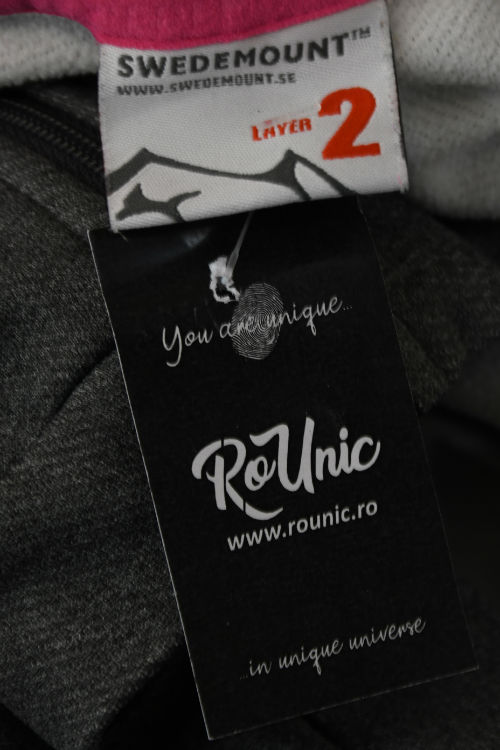 SWEDEMOUNT™
WWW.SWEDEMOUNT.SE
LAYER 2
You are unique...
RoUnic
www.rounic.ro
...in unique universe